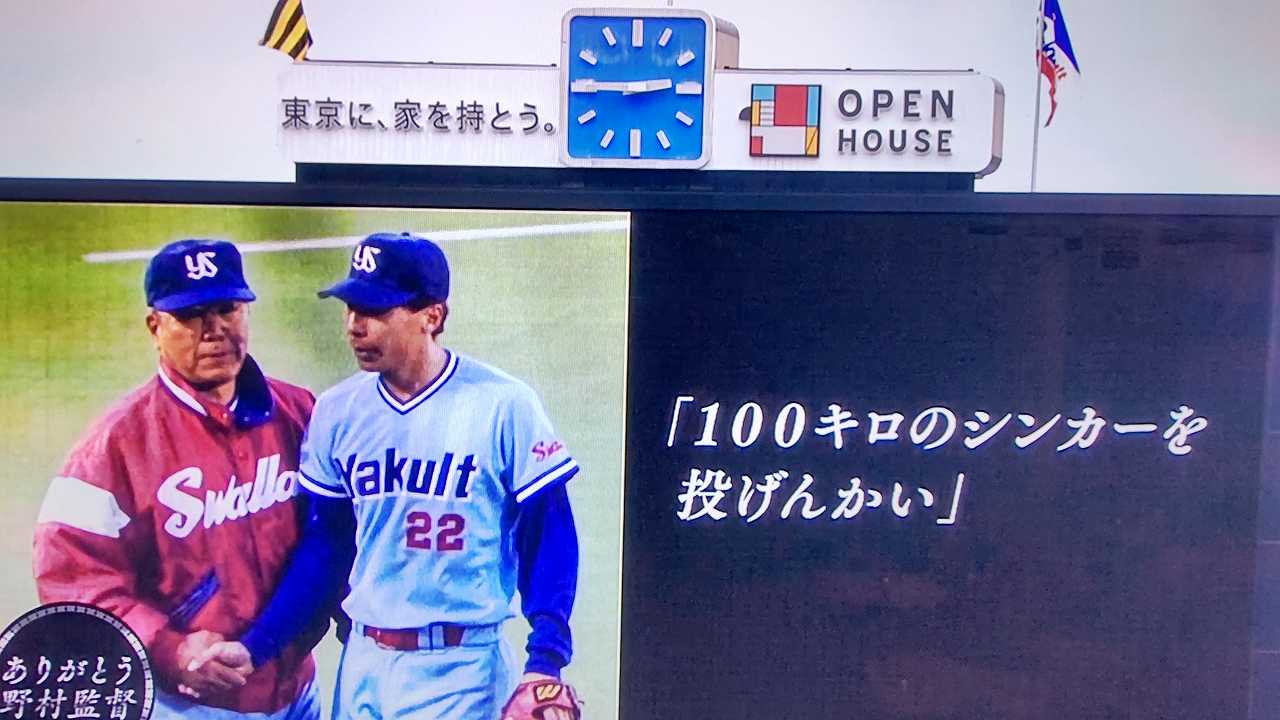 東京に、家を持とう。
OPEN
HOUSE
YS
YS
Swallo
Yakult
22
「100キロのシンカーを
投げんかい」
ありがとう
野村監督